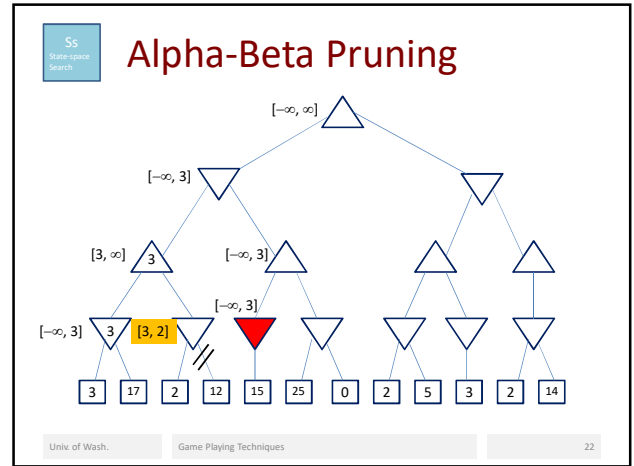 Ss
State-space
Search
Alpha-Beta Pruning
[−∞, ∞]
[−∞, 3]
[3, ∞] 3 [−∞, 3]
[−∞, 3]
[−∞, 3] 3 [3, 2]
3 17 2 12 15 25 0 2 5 3 2 14
Univ. of Wash. Game Playing Techniques 22